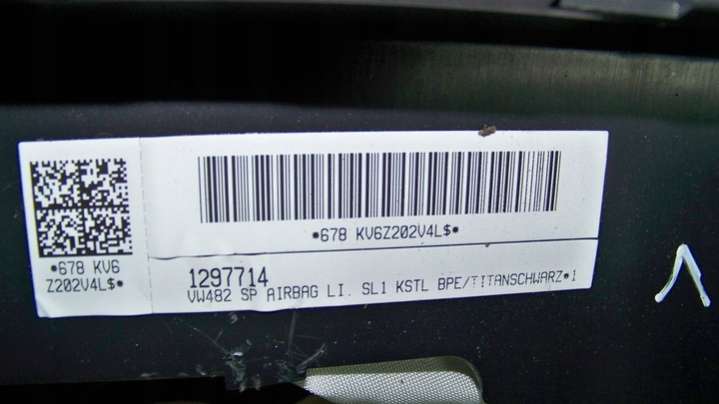 *678 KV6
Z202V4L$*
*678 KV6Z202V4L$*
1297714
VW482 SP AIRBAG LI. SL1 KSTL BPE/TITANSCHWARZ*1